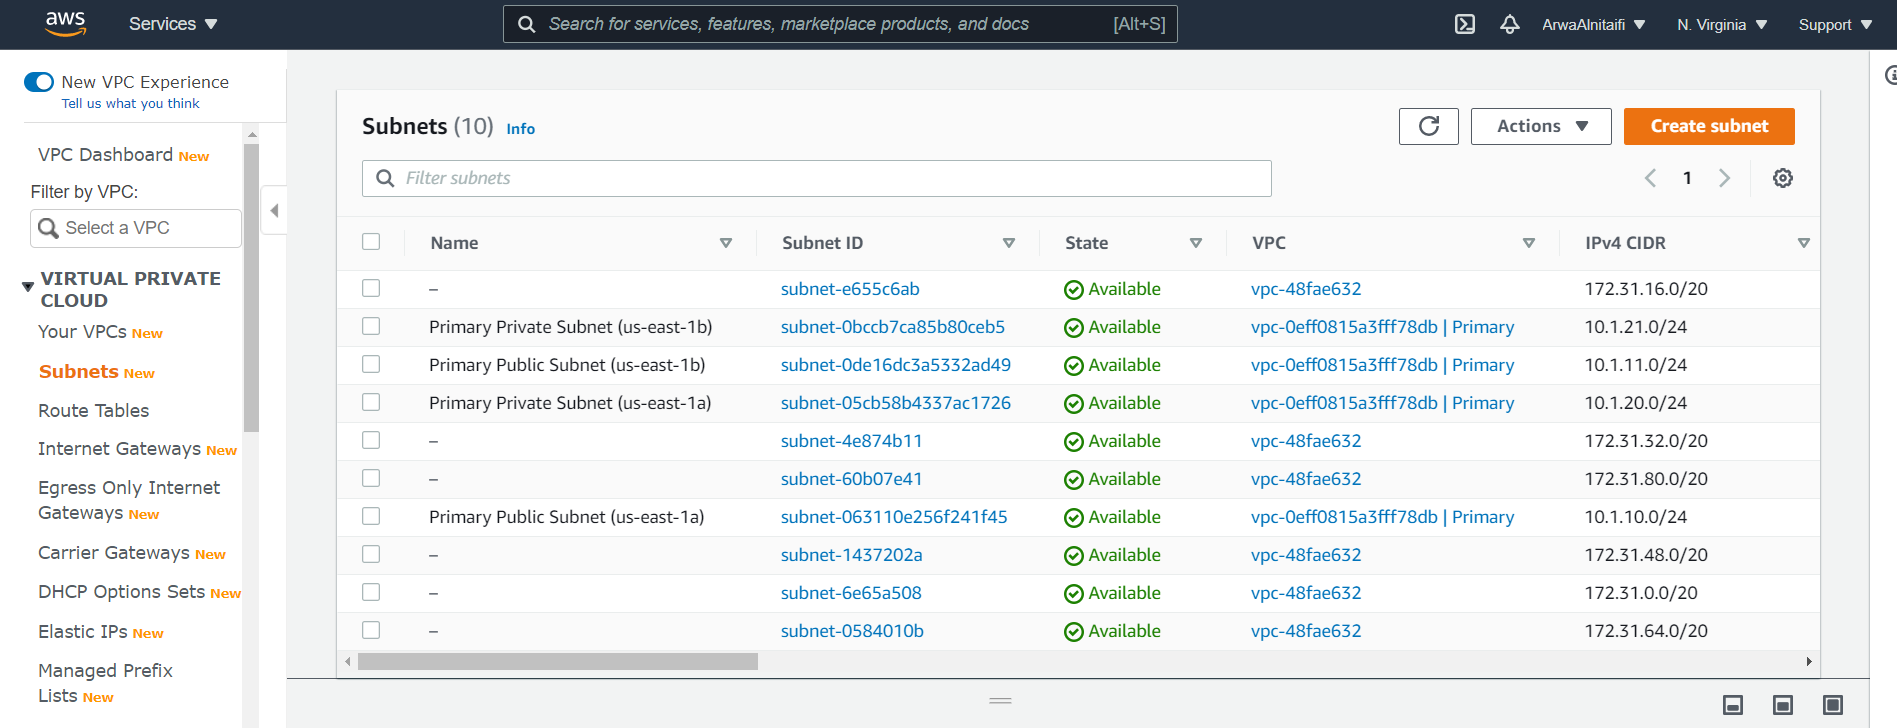 aws Services Search for services, features, marketplace products, and docs [Alt+S] ArwaAlnitaifi N. Virginia Support
New VPC Experience
Tell us what you think
VPC Dashboard New
Filter by VPC:
Select a VPC
VIRTUAL PRIVATE
CLOUD
Your VPCs New
Subnets New
Route Tables
Internet Gateways New
Egress Only Internet
Gateways New
Carrier Gateways New
DHCP Options Sets New
Elastic IPs New
Managed Prefix
Lists New
Subnets (10) Info Actions Create subnet
Filter subnets 1
Name Subnet ID State VPC IPv4 CIDR
– subnet-e655c6ab Available vpc-48fae632 172.31.16.0/20
Primary Private Subnet (us-east-1b) subnet-0bccb7ca85b80ceb5 Available vpc-0eff0815a3fff78db | Primary 10.1.21.0/24
Primary Public Subnet (us-east-1b) subnet-0de16dc3a5332ad49 Available vpc-0eff0815a3fff78db | Primary 10.1.11.0/24
Primary Private Subnet (us-east-1a) subnet-05cb58b4337ac1726 Available vpc-0eff0815a3fff78db | Primary 10.1.20.0/24
– subnet-4e874b11 Available vpc-48fae632 172.31.32.0/20
– subnet-60b07e41 Available vpc-48fae632 172.31.80.0/20
Primary Public Subnet (us-east-1a) subnet-063110e256f241f45 Available vpc-0eff0815a3fff78db | Primary 10.1.10.0/24
– subnet-1437202a Available vpc-48fae632 172.31.48.0/20
– subnet-6e65a508 Available vpc-48fae632 172.31.0.0/20
– subnet-0584010b Available vpc-48fae632 172.31.64.0/20